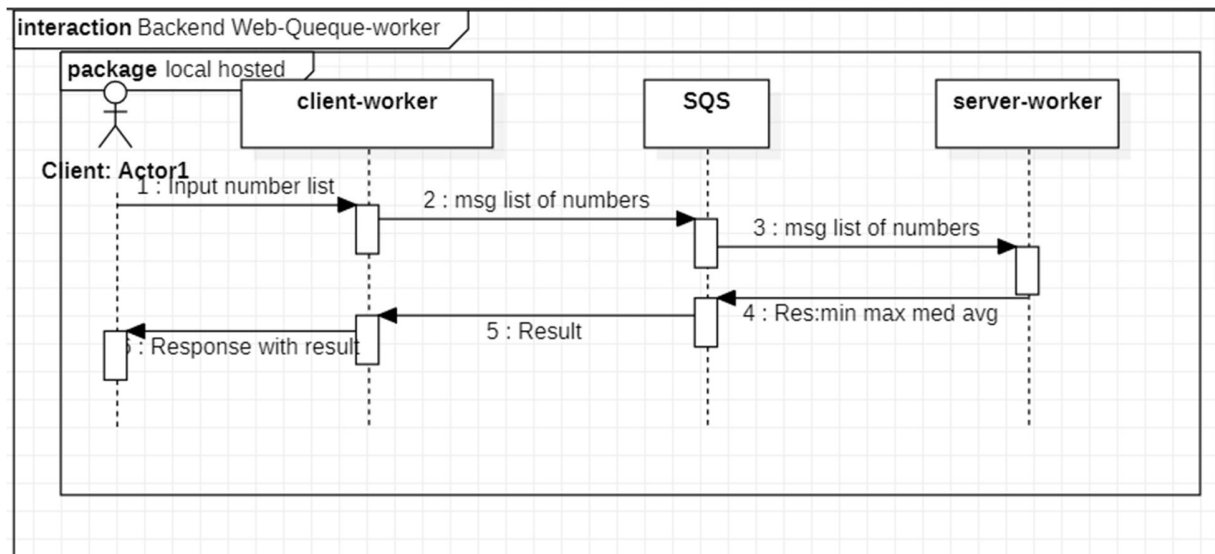 interaction Backend Web-Queque-worker
package local hosted
client-worker
SQS
server-worker
Client: Actor1
1 : Input number list
2 : msg list of numbers
3 : msg list of numbers
4 : Res:min max med avg
5 : Result
6 : Response with result